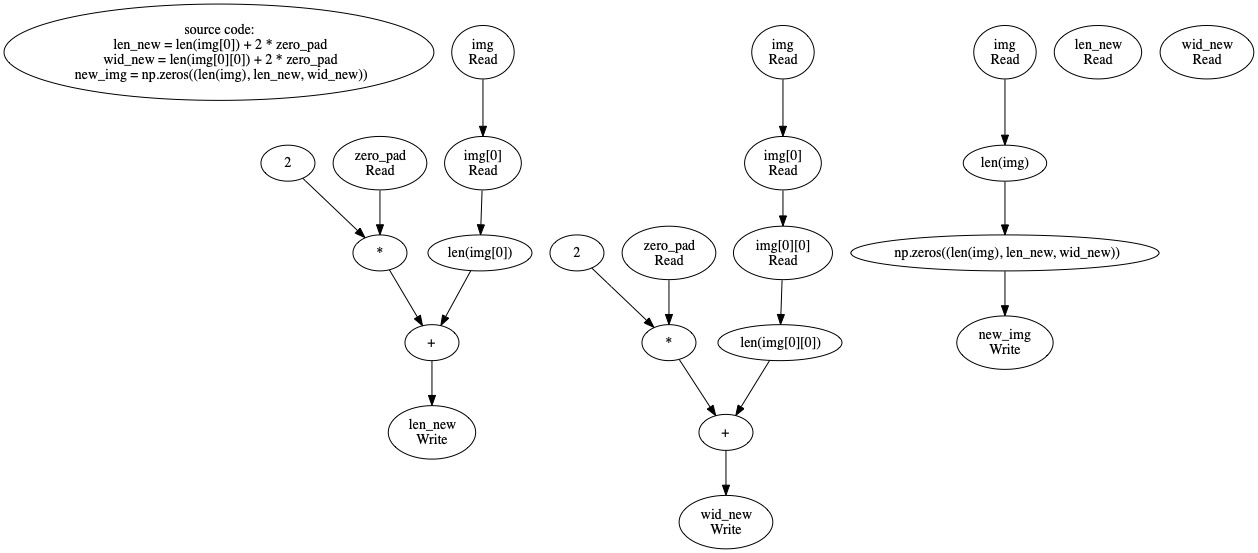 source code:
len_new = len(img[0]) + 2 * zero_pad
wid_new = len(img[0][0]) + 2 * zero_pad
new_img = np.zeros((len(img), len_new, wid_new))
img
Read
img
Read
img
Read
len_new
Read
wid_new
Read
2
zero_pad
Read
img[0]
Read
img[0]
Read
len(img)
*
len(img[0])
2
zero_pad
Read
img[0][0]
Read
np.zeros((len(img), len_new, wid_new))
+
*
len(img[0][0])
new_img
Write
len_new
Write
+
wid_new
Write